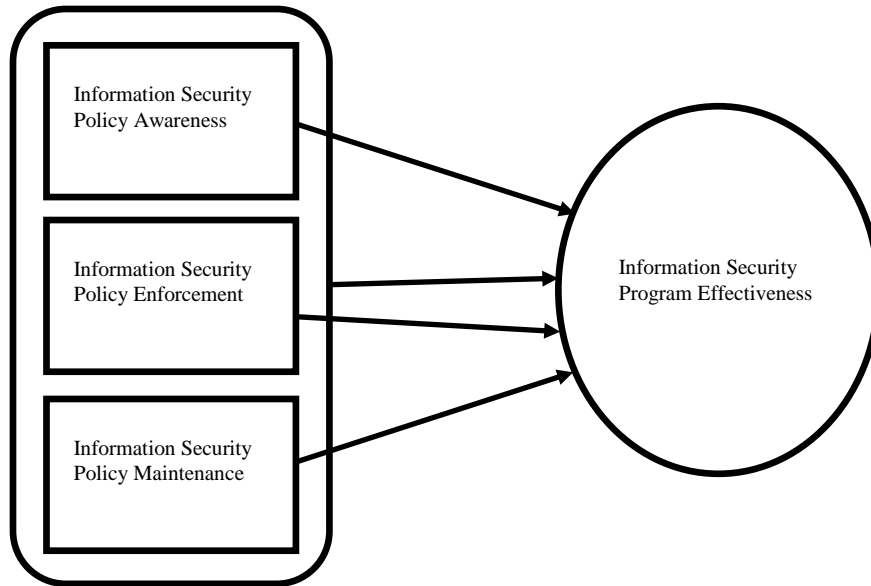 Information Security
Policy Awareness
Information Security
Policy Enforcement
Information Security
Policy Maintenance
Information Security
Program Effectiveness